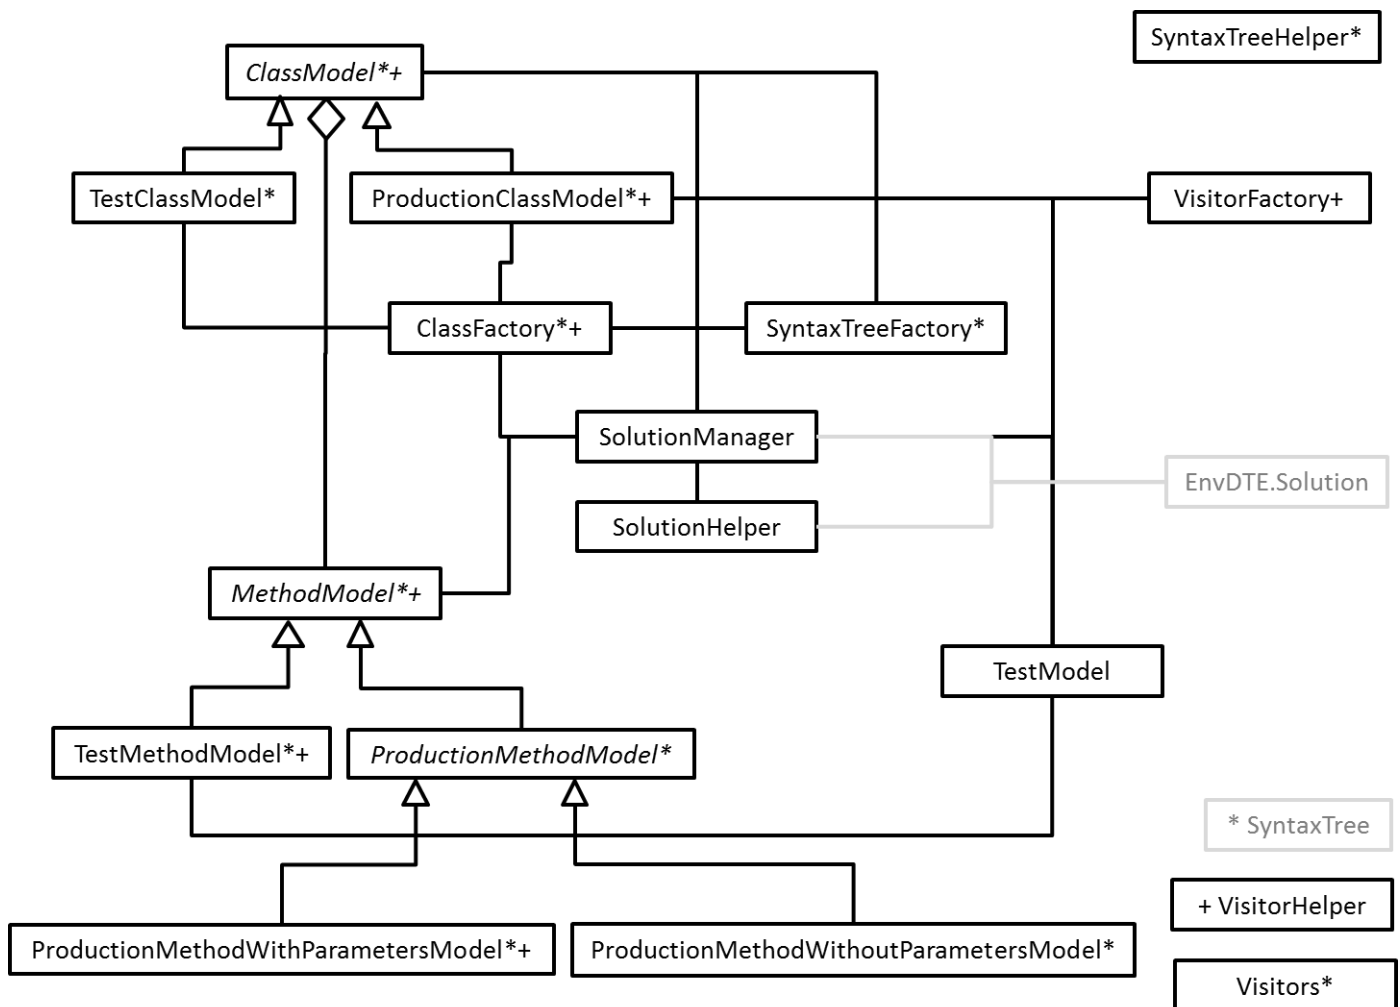 SyntaxTreeHelper*
ClassModel*+
TestClassModel*
ProductionClassModel*+
VisitorFactory+
ClassFactory*+
SyntaxTreeFactory*
SolutionManager
EnvDTE.Solution
SolutionHelper
MethodModel*+
TestModel
TestMethodModel*+
ProductionMethodModel*
* SyntaxTree
+ VisitorHelper
ProductionMethodWithParametersModel*+
ProductionMethodWithoutParametersModel*
Visitors*